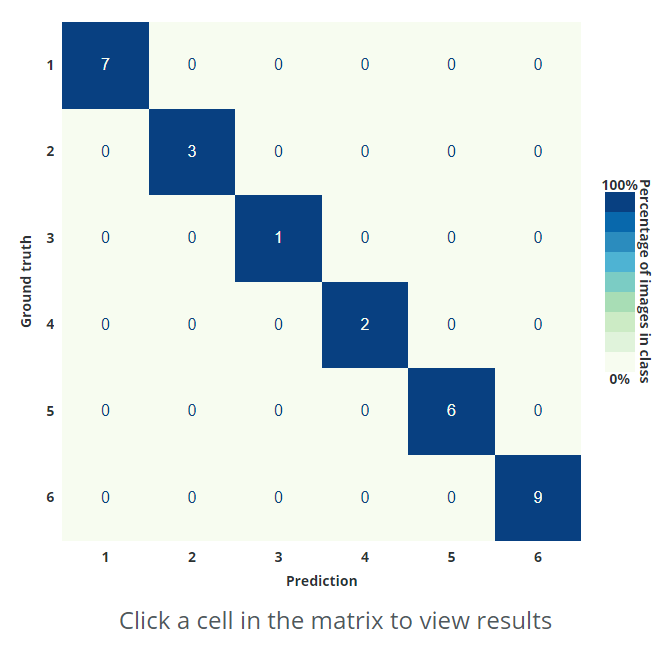 1 7 0 0 0 0 0
2 0 3 0 0 0 0
3 0 0 1 0 0 0
4 0 0 0 2 0 0
5 0 0 0 0 6 0
6 0 0 0 0 0 9
1 2 3 4 5 6
Ground truth
Prediction
100%
0%
Percentage of images in class
Click a cell in the matrix to view results